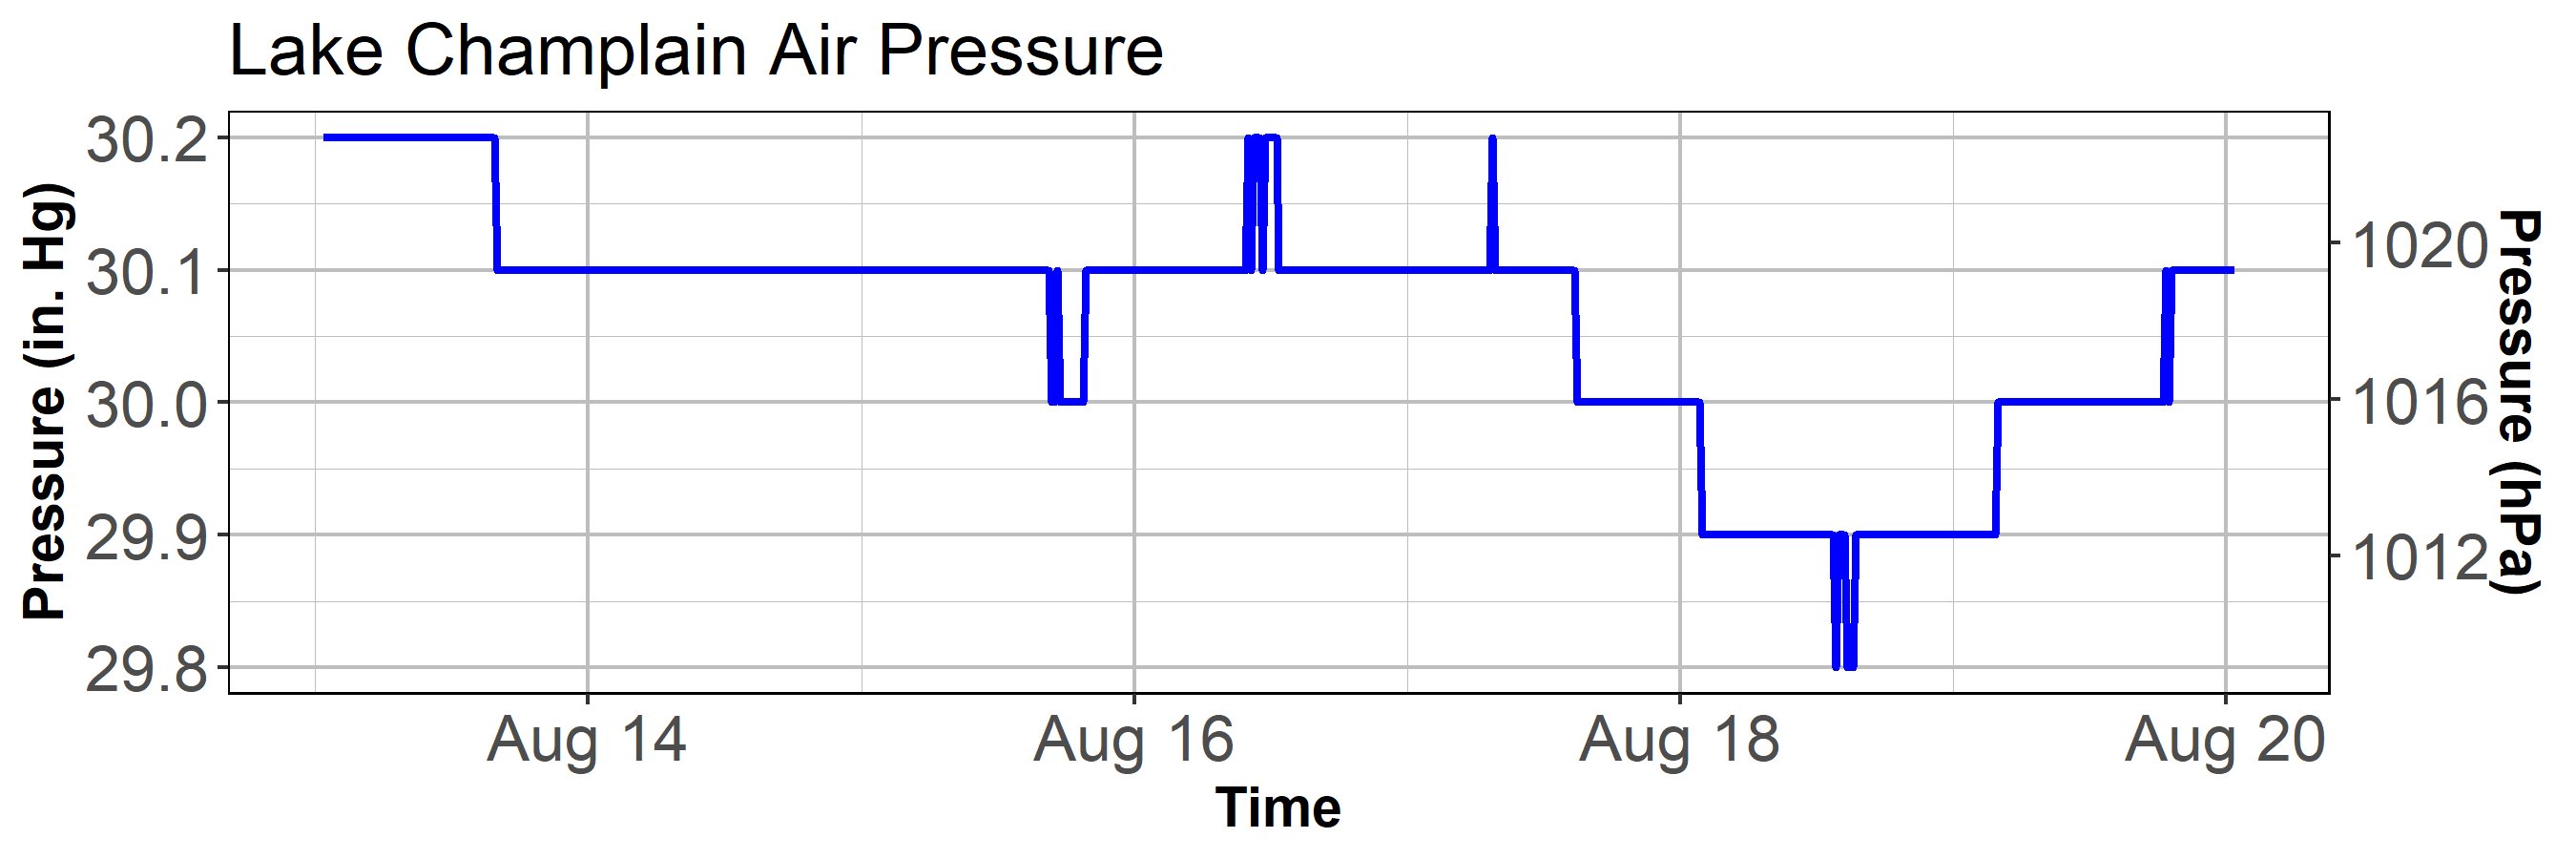 Lake Champlain Air Pressure
30.2
30.1
30.0
29.9
29.8
Pressure (in. Hg)
1020
1016
1012
Pressure (hPa)
Aug 14 Aug 16 Aug 18 Aug 20
Time